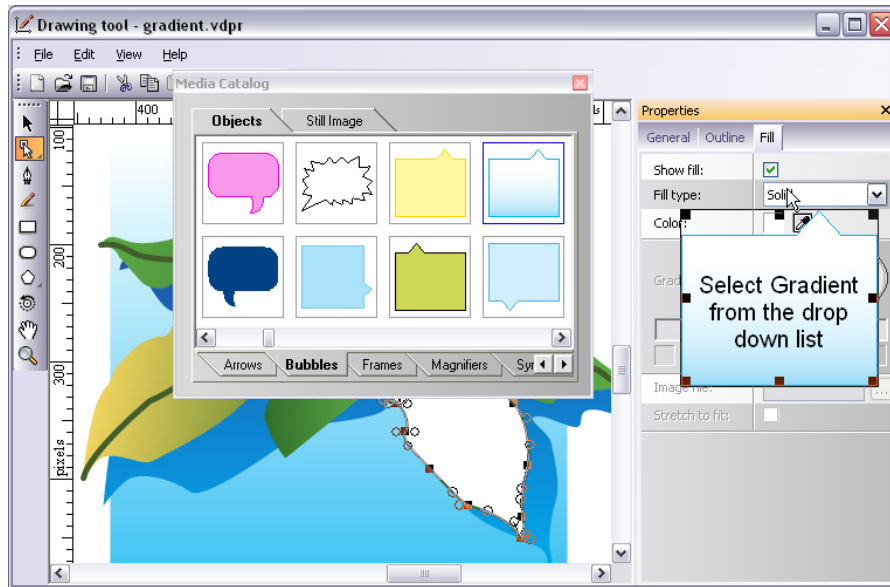 Drawing tool - gradient.vdpr
File Edit View Help
Media Catalog
Objects Still Image
Arrows Bubbles Frames Magnifiers
400
100
200
300
pixels
Properties
General Outline Fill
Show fill:
Fill type: Solid
Color:
Select Gradient
from the drop
down list
Image file:
Stretch to fit: